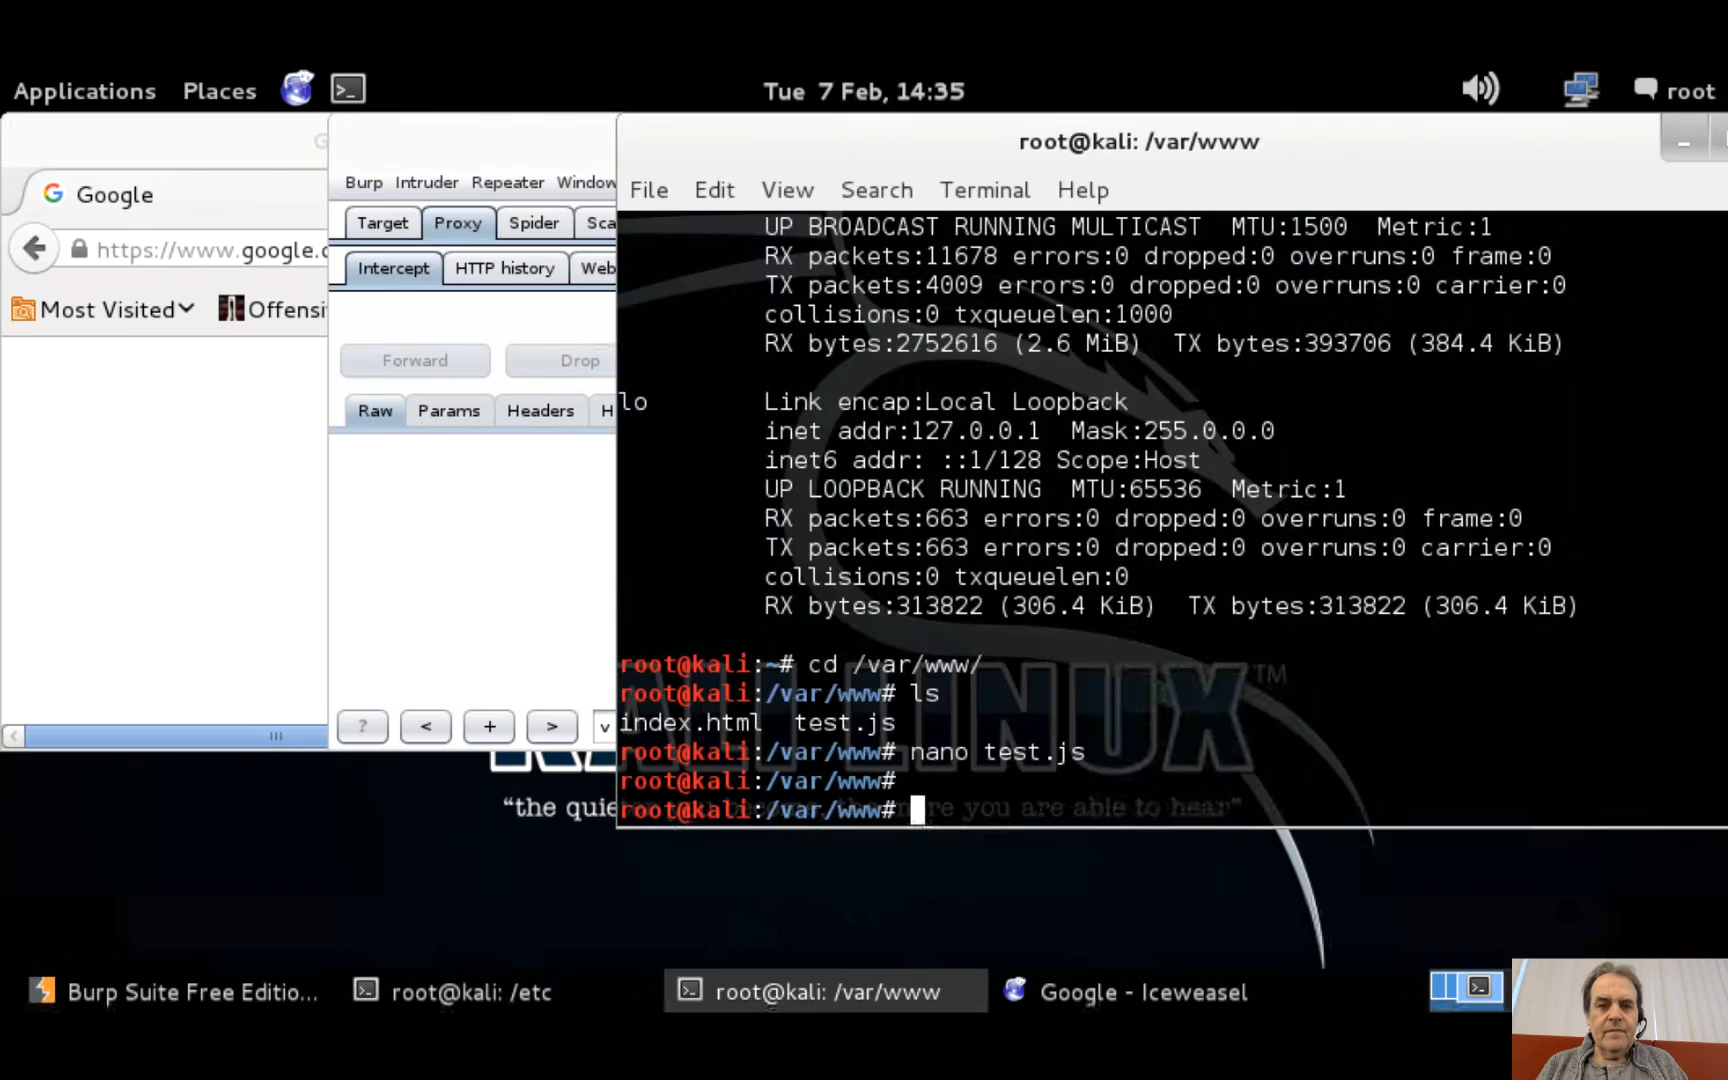 Applications Places
Tue 7 Feb, 14:35
root
Google
https://www.google.c
Most Visited
Offensi
Burp Intruder Repeater Window
Target Proxy Spider Sca
Intercept HTTP history Web
Forward Drop
Raw Params Headers H
? < + >
root@kali: /var/www
File Edit View Search Terminal Help
UP BROADCAST RUNNING MULTICAST MTU:1500 Metric:1
RX packets:11678 errors:0 dropped:0 overruns:0 frame:0
TX packets:4009 errors:0 dropped:0 overruns:0 carrier:0
collisions:0 txqueuelen:1000
RX bytes:2752616 (2.6 MiB) TX bytes:393706 (384.4 KiB)
lo Link encap:Local Loopback
inet addr:127.0.0.1 Mask:255.0.0.0
inet6 addr: ::1/128 Scope:Host
UP LOOPBACK RUNNING MTU:65536 Metric:1
RX packets:663 errors:0 dropped:0 overruns:0 frame:0
TX packets:663 errors:0 dropped:0 overruns:0 carrier:0
collisions:0 txqueuelen:0
RX bytes:313822 (306.4 KiB) TX bytes:313822 (306.4 KiB)
root@kali:~# cd /var/www/
root@kali:/var/www# ls
index.html test.js
root@kali:/var/www# nano test.js
root@kali:/var/www#
root@kali:/var/www#
KALI LINUX™
“the quie you are able to hear”
Burp Suite Free Editio... root@kali: /etc root@kali: /var/www Google - Iceweasel